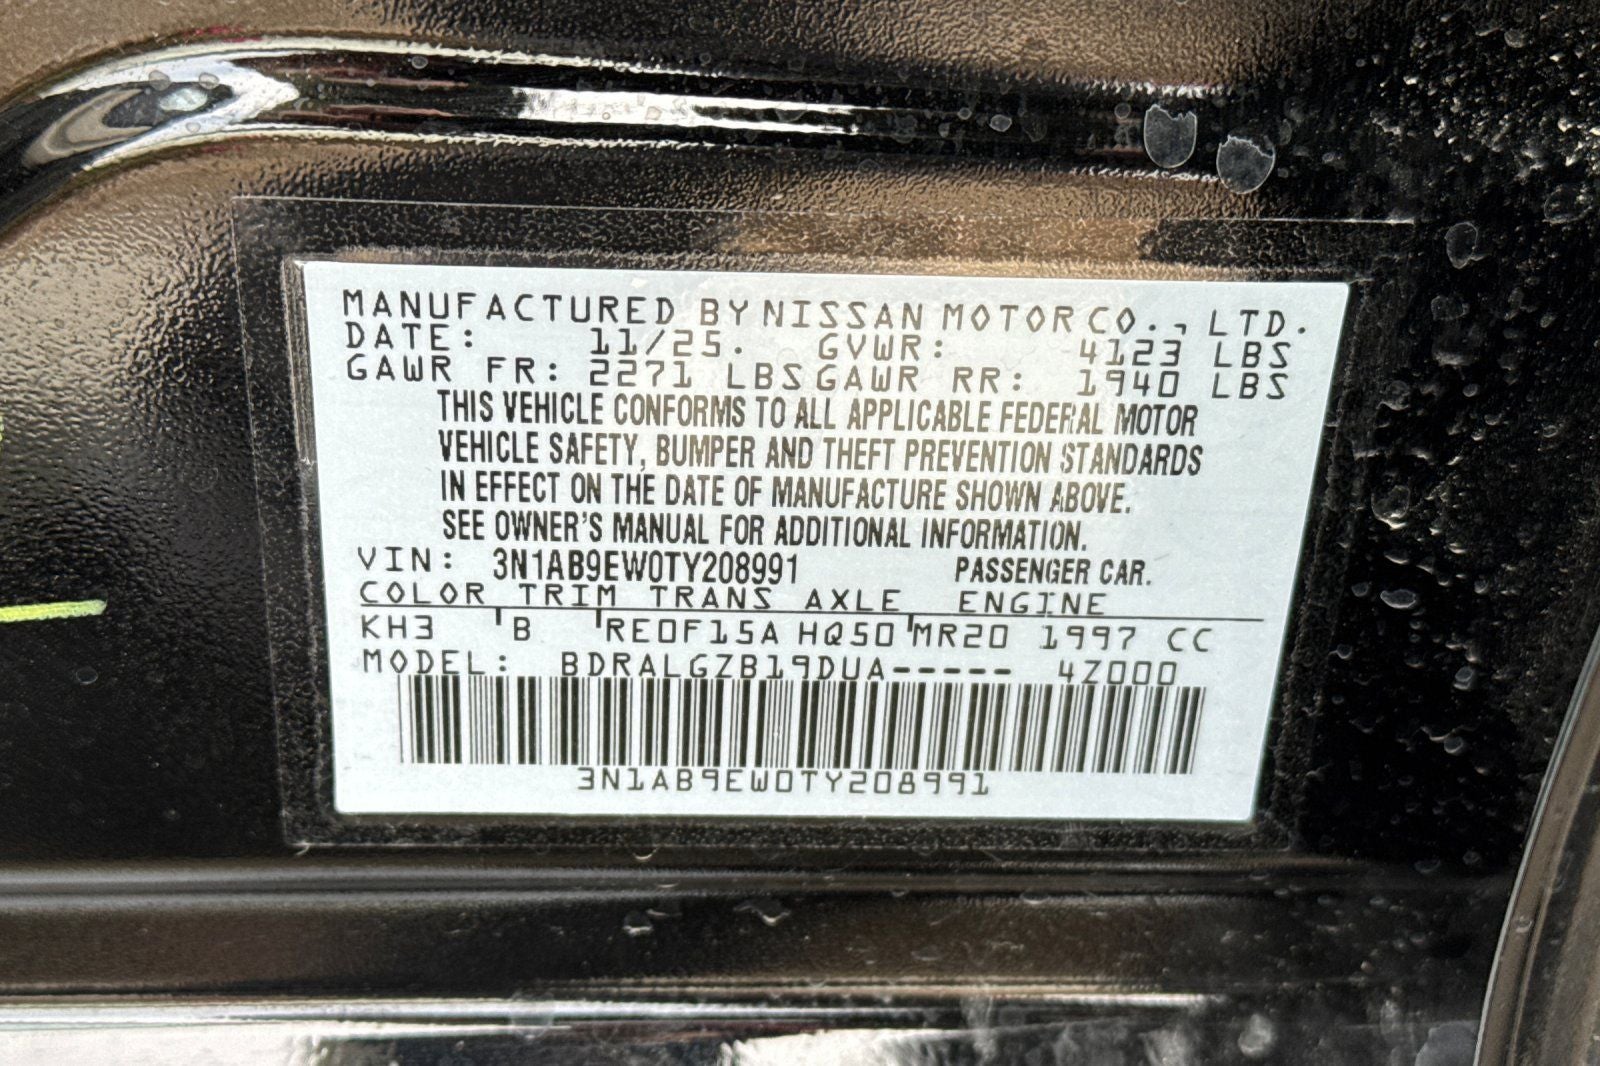 MANUFACTURED BY NISSAN MOTOR CO., LTD.
DATE: 11/25. GVWR: 4123 LBS
GAWR FR: 2271 LBS GAWR RR: 1940 LBS
THIS VEHICLE CONFORMS TO ALL APPLICABLE FEDERAL MOTOR
VEHICLE SAFETY, BUMPER AND THEFT PREVENTION STANDARDS
IN EFFECT ON THE DATE OF MANUFACTURE SHOWN ABOVE.
SEE OWNER'S MANUAL FOR ADDITIONAL INFORMATION.
VIN: 3N1AB9EW0TY208991 PASSENGER CAR.
COLOR TRIM TRANS AXLE ENGINE
KH3 B RE0F15A HQ50 MR20 1997 CC
MODEL: BDRALGZB19DUA----- 4Z000
3N1AB9EW0TY208991